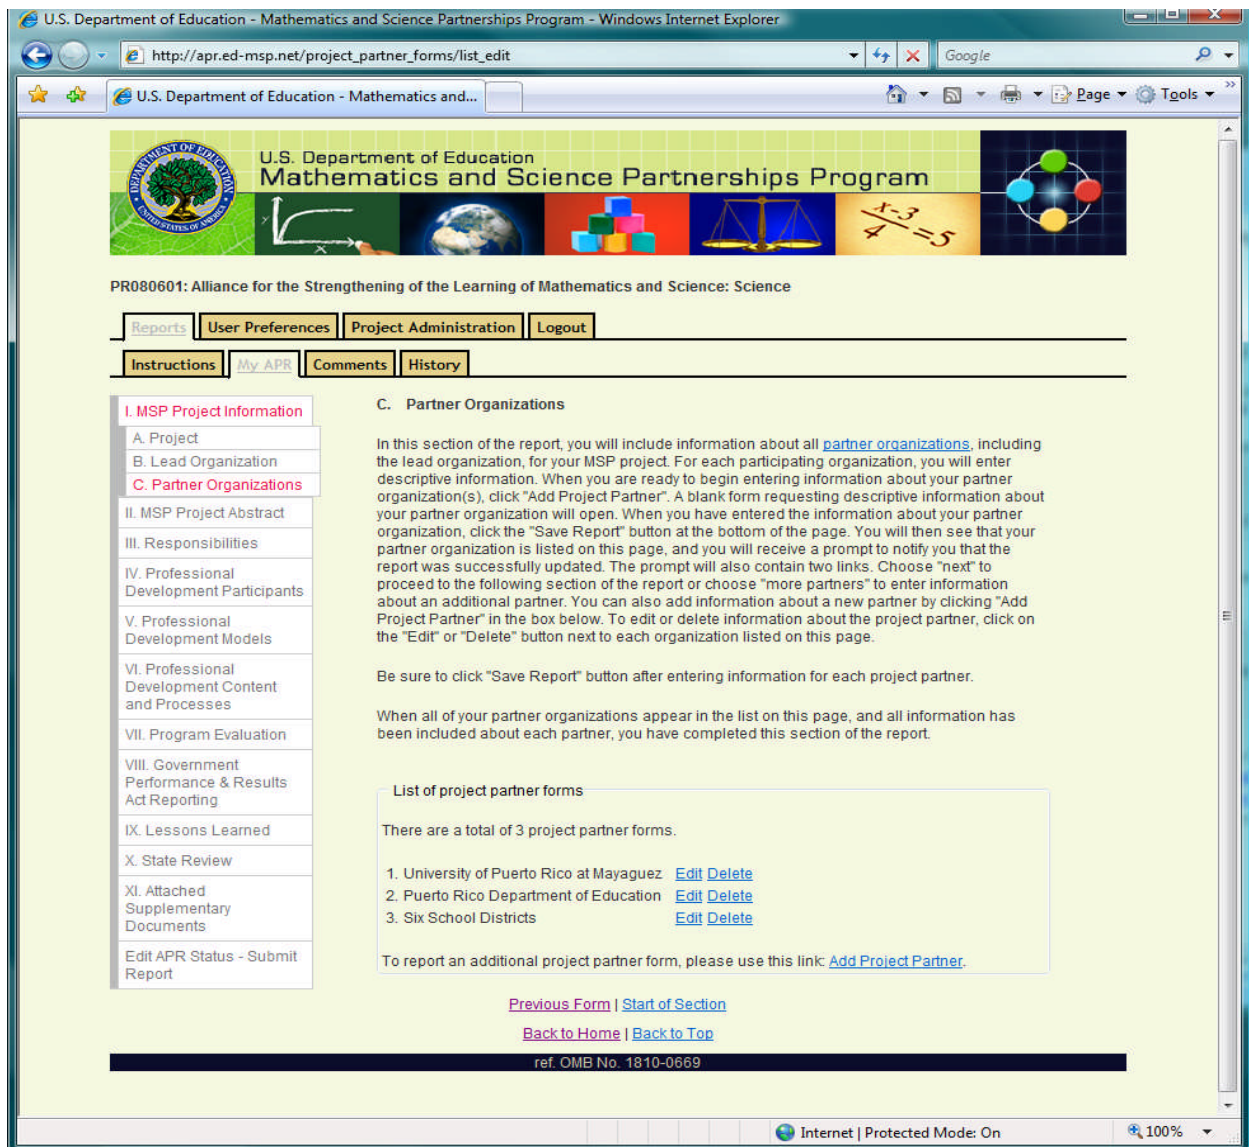 U.S. Department of Education - Mathematics and Science Partnerships Program - Windows Internet Explorer
http://apr.ed-msp.net/project_partner_forms/list_edit
Google
U.S. Department of Education - Mathematics and...
Page
Tools
U.S. Department of Education
Mathematics and Science Partnerships Program
DEPARTMENT OF EDUCATION
UNITED STATES OF AMERICA
y
x
x-3
4
=5
PR080601: Alliance for the Strengthening of the Learning of Mathematics and Science: Science
Reports User Preferences Project Administration Logout
Instructions My APR Comments History
I. MSP Project Information
A. Project
B. Lead Organization
C. Partner Organizations
II. MSP Project Abstract
III. Responsibilities
IV. Professional
Development Participants
V. Professional
Development Models
VI. Professional
Development Content
and Processes
VII. Program Evaluation
VIII. Government
Performance & Results
Act Reporting
IX. Lessons Learned
X. State Review
XI. Attached
Supplementary
Documents
Edit APR Status - Submit
Report
C. Partner Organizations
In this section of the report, you will include information about all partner organizations, including
the lead organization, for your MSP project. For each participating organization, you will enter
descriptive information. When you are ready to begin entering information about your partner
organization(s), click "Add Project Partner". A blank form requesting descriptive information about
your partner organization will open. When you have entered the information about your partner
organization, click the "Save Report" button at the bottom of the page. You will then see that your
partner organization is listed on this page, and you will receive a prompt to notify you that the
report was successfully updated. The prompt will also contain two links. Choose "next" to
proceed to the following section of the report or choose "more partners" to enter information
about an additional partner. You can also add information about a new partner by clicking "Add
Project Partner" in the box below. To edit or delete information about the project partner, click on
the "Edit" or "Delete" button next to each organization listed on this page.
Be sure to click "Save Report" button after entering information for each project partner.
When all of your partner organizations appear in the list on this page, and all information has
been included about each partner, you have completed this section of the report.
List of project partner forms
There are a total of 3 project partner forms.
1. University of Puerto Rico at Mayaguez Edit Delete
2. Puerto Rico Department of Education Edit Delete
3. Six School Districts Edit Delete
To report an additional project partner form, please use this link: Add Project Partner.
Previous Form | Start of Section
Back to Home | Back to Top
ref. OMB No. 1810-0669
Internet | Protected Mode: On
100%